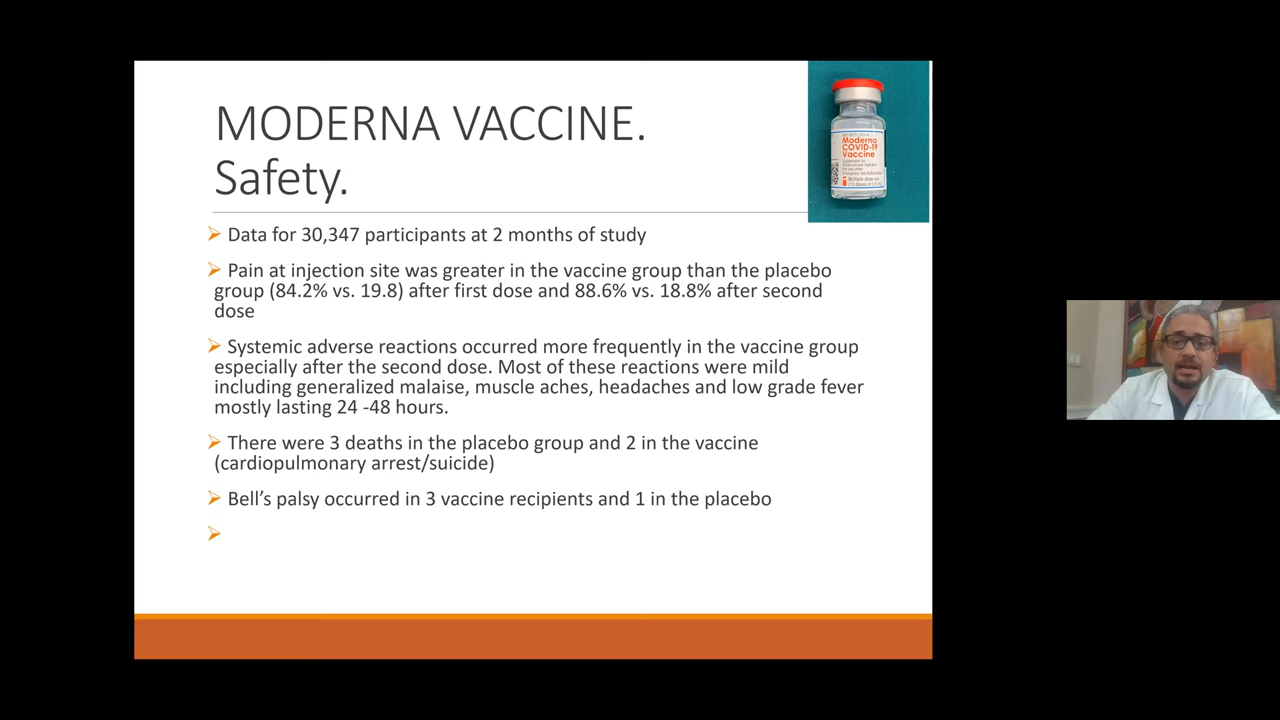 MODERNA VACCINE.
Safety.
Moderna
COVID-19
Vaccine
Data for 30,347 participants at 2 months of study
Pain at injection site was greater in the vaccine group than the placebo
group (84.2% vs. 19.8) after first dose and 88.6% vs. 18.8% after second
dose
Systemic adverse reactions occurred more frequently in the vaccine group
especially after the second dose. Most of these reactions were mild
including generalized malaise, muscle aches, headaches and low grade fever
mostly lasting 24 -48 hours.
There were 3 deaths in the placebo group and 2 in the vaccine
(cardiopulmonary arrest/suicide)
Bell’s palsy occurred in 3 vaccine recipients and 1 in the placebo